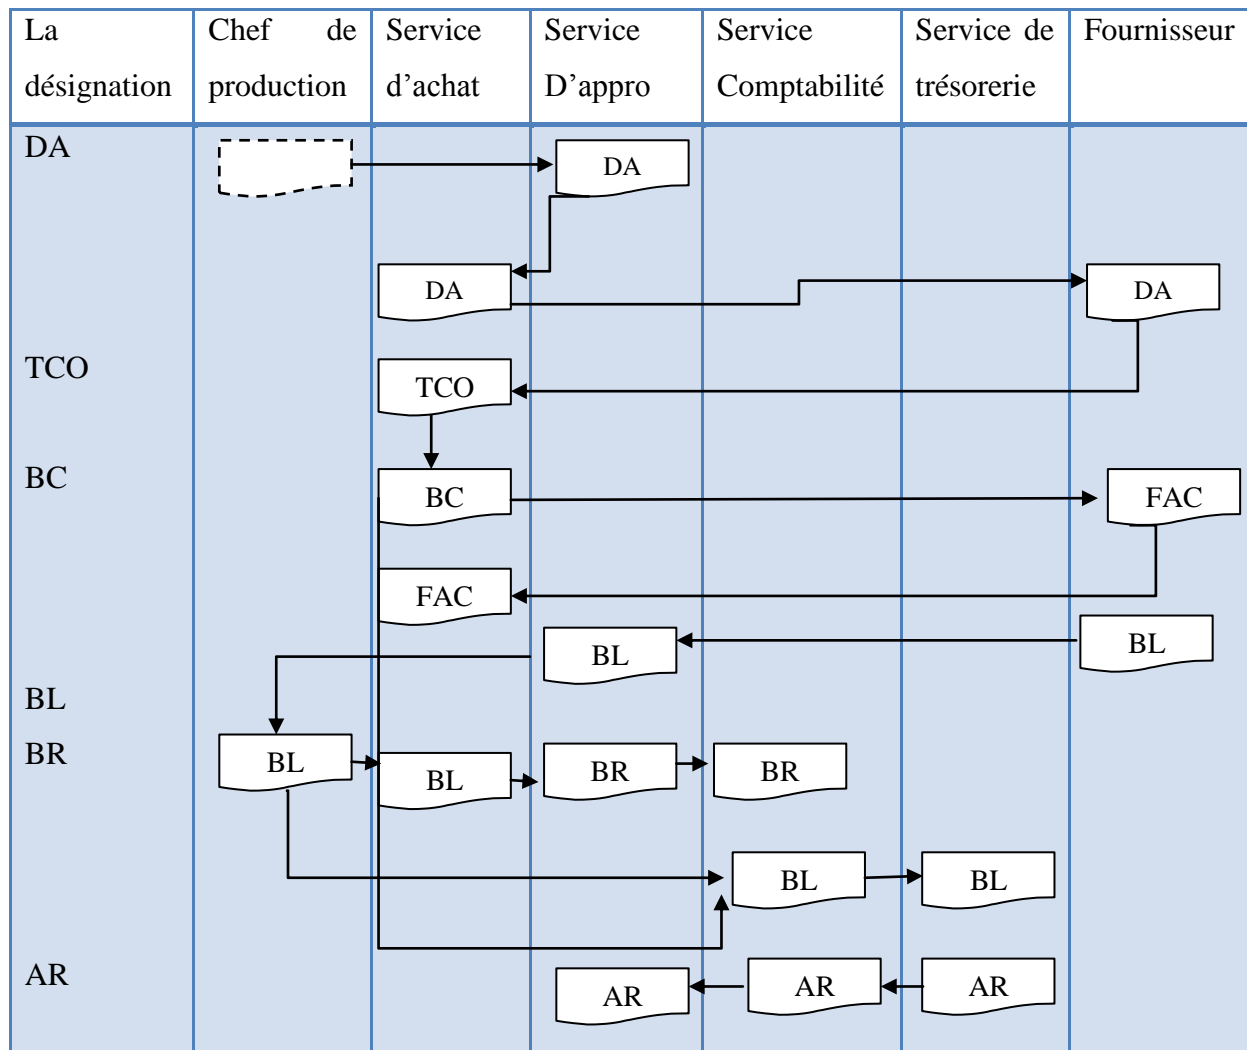 La
désignation
Chef de
production
Service
d'achat
Service
D'appro
Service
Comptabilité
Service de
trésorerie
Fournisseur
DA
DA
DA
DA
TCO
TCO
BC
BC
FAC
FAC
BL
BL
BL
BR
BL
BL
BR
BR
BL
BL
AR
AR
AR
AR